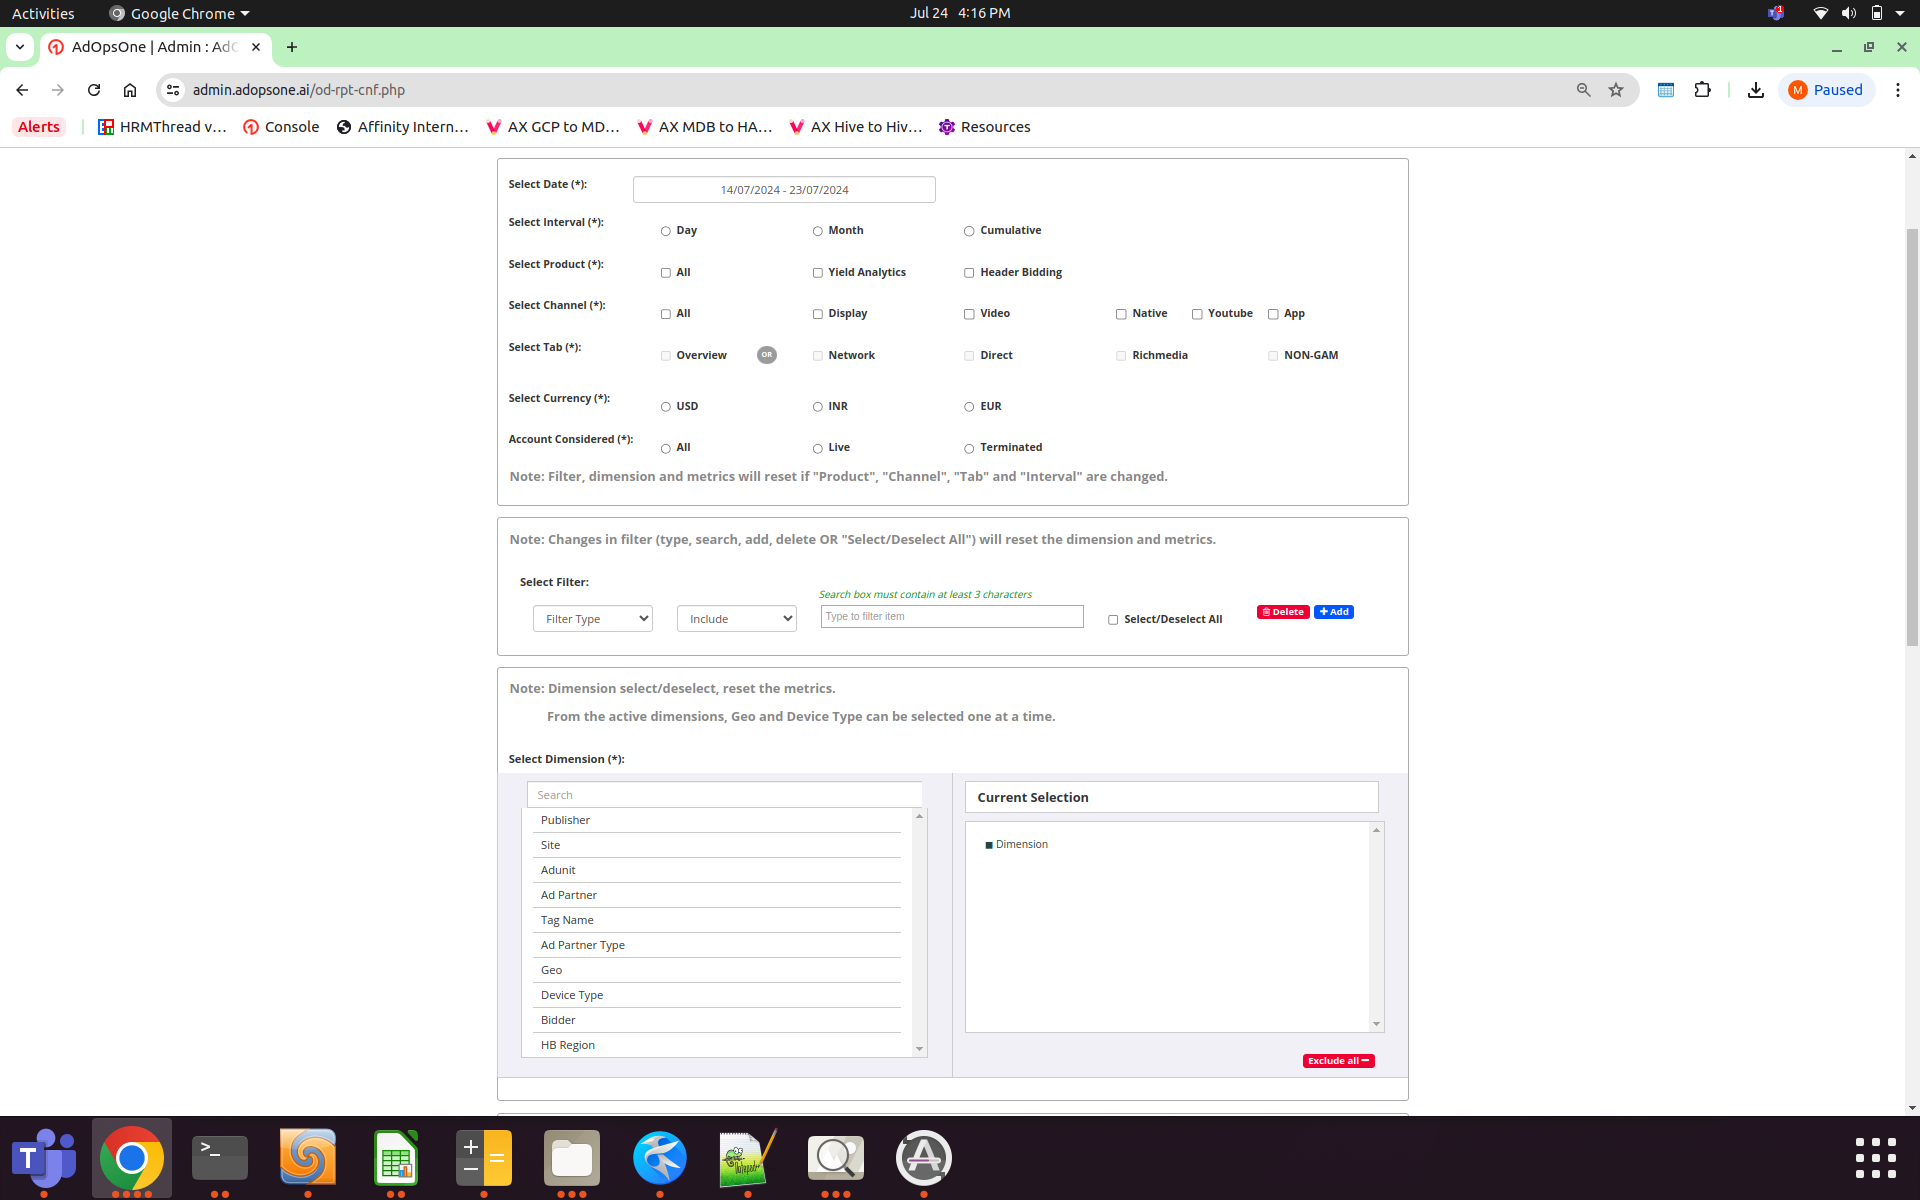 Activities
Google Chrome
Jul 24 4:16 PM
AdOpsOne | Admin : AdO
admin.adopsone.ai/od-rpt-cnf.php
M Paused
Alerts
HRMThread v...
Console
Affinity Intern...
AX GCP to MD...
AX MDB to HA...
AX Hive to Hiv...
Resources
Select Date (*):
14/07/2024 - 23/07/2024
Select Interval (*):
Day
Month
Cumulative
Select Product (*):
All
Yield Analytics
Header Bidding
Select Channel (*):
All
Display
Video
Native
Youtube
App
Select Tab (*):
Overview
OR
Network
Direct
Richmedia
NON-GAM
Select Currency (*):
USD
INR
EUR
Account Considered (*):
All
Live
Terminated
Note: Filter, dimension and metrics will reset if "Product", "Channel", "Tab" and "Interval" are changed.
Note: Changes in filter (type, search, add, delete OR "Select/Deselect All") will reset the dimension and metrics.
Select Filter:
Search box must contain at least 3 characters
Filter Type
Include
Type to filter item
Select/Deselect All
Delete
Add
Note: Dimension select/deselect, reset the metrics.
From the active dimensions, Geo and Device Type can be selected one at a time.
Select Dimension (*):
Search
Current Selection
Publisher
Site
Dimension
Adunit
Ad Partner
Tag Name
Ad Partner Type
Geo
Device Type
Bidder
HB Region
Exclude all